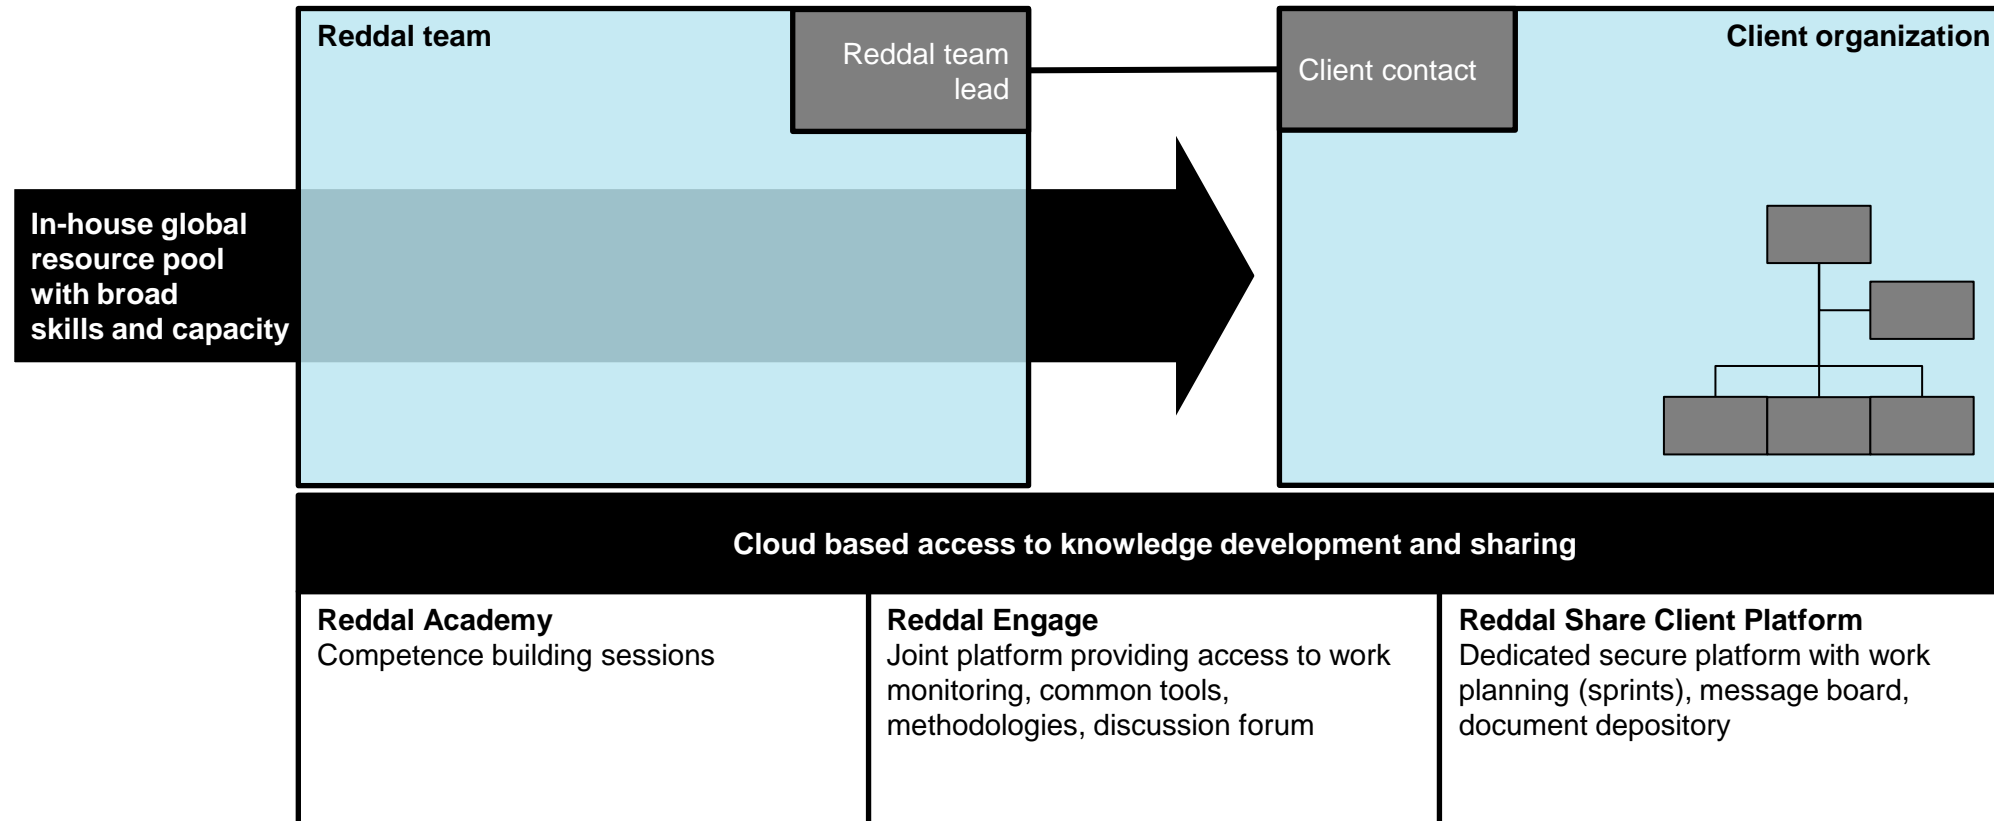 Reddal team
Reddal team
lead
Client contact
Client organization
In-house global
resource pool
with broad
skills and capacity
Cloud based access to knowledge development and sharing
Reddal Academy
Competence building sessions
Reddal Engage
Joint platform providing access to work
monitoring, common tools,
methodologies, discussion forum
Reddal Share Client Platform
Dedicated secure platform with work
planning (sprints), message board,
document depository